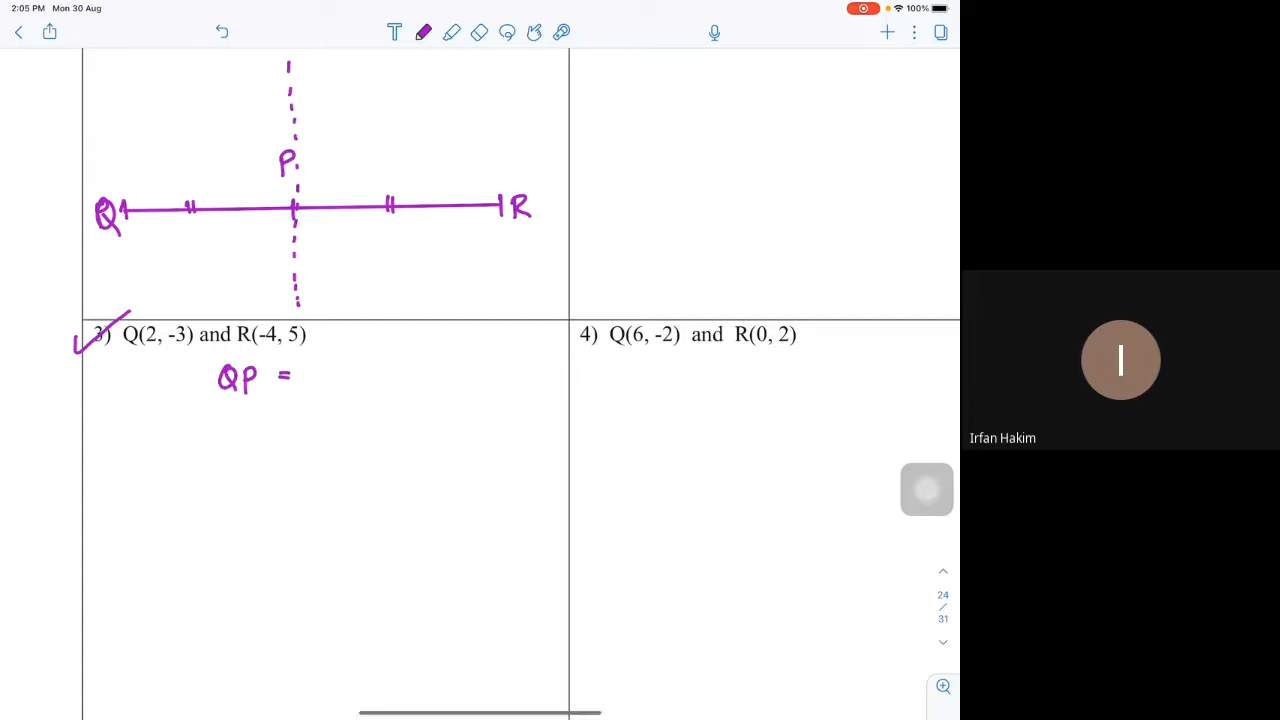 2:05 PM Mon 30 Aug
100%
T
P
Q
R
3) Q(2, -3) and R(-4, 5)
QP =
4) Q(6, -2) and R(0, 2)
I
Irfan Hakim
24
/
31